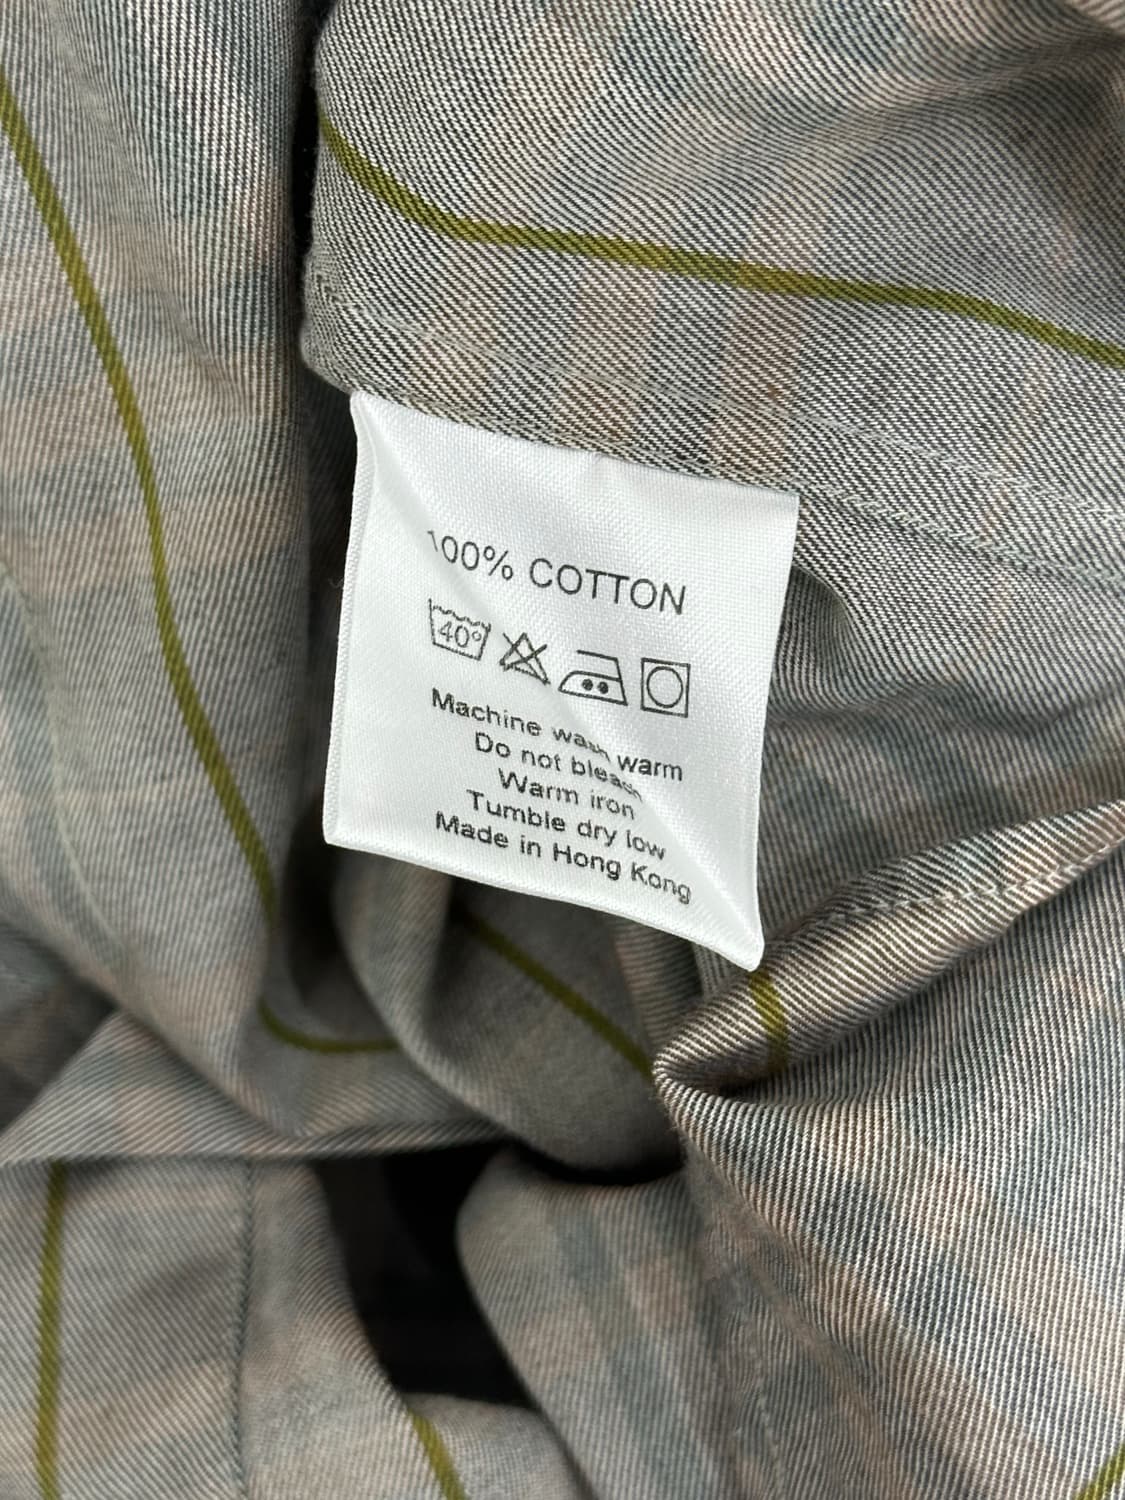 100% COTTON
40°
Machine wash warm
Do not bleach
Warm iron
Tumble dry low
Made in Hong Kong